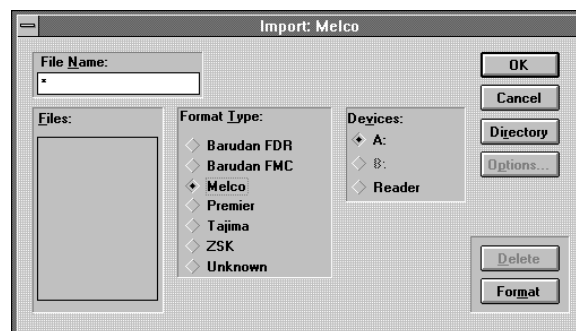 Import: Melco
File Name:
*
Files:
Format Type:
Barudan FDR
Barudan FMC
Melco
Premier
Tajima
ZSK
Unknown
Devices:
A:
B:
Reader
OK
Cancel
Directory
Options...
Delete
Format